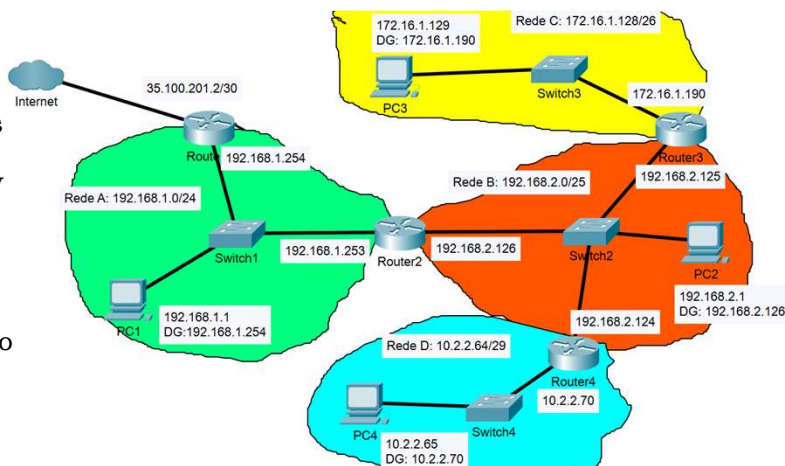 172.16.1.129
DG: 172.16.1.190
Rede C: 172.16.1.128/26
PC3
Switch3
172.16.1.190
Router3
Internet
35.100.201.2/30
192.168.1.254
Rede A: 192.168.1.0/24
Switch1
192.168.1.253
Router2
192.168.1.1
DG:192.168.1.254
PC1
Rede B: 192.168.2.0/25
192.168.2.125
192.168.2.126
Switch2
PC2
192.168.2.1
DG: 192.168.2.126
192.168.2.124
Router4
Rede D: 10.2.2.64/29
10.2.2.70
Switch4
PC4
10.2.2.65
DG: 10.2.2.70